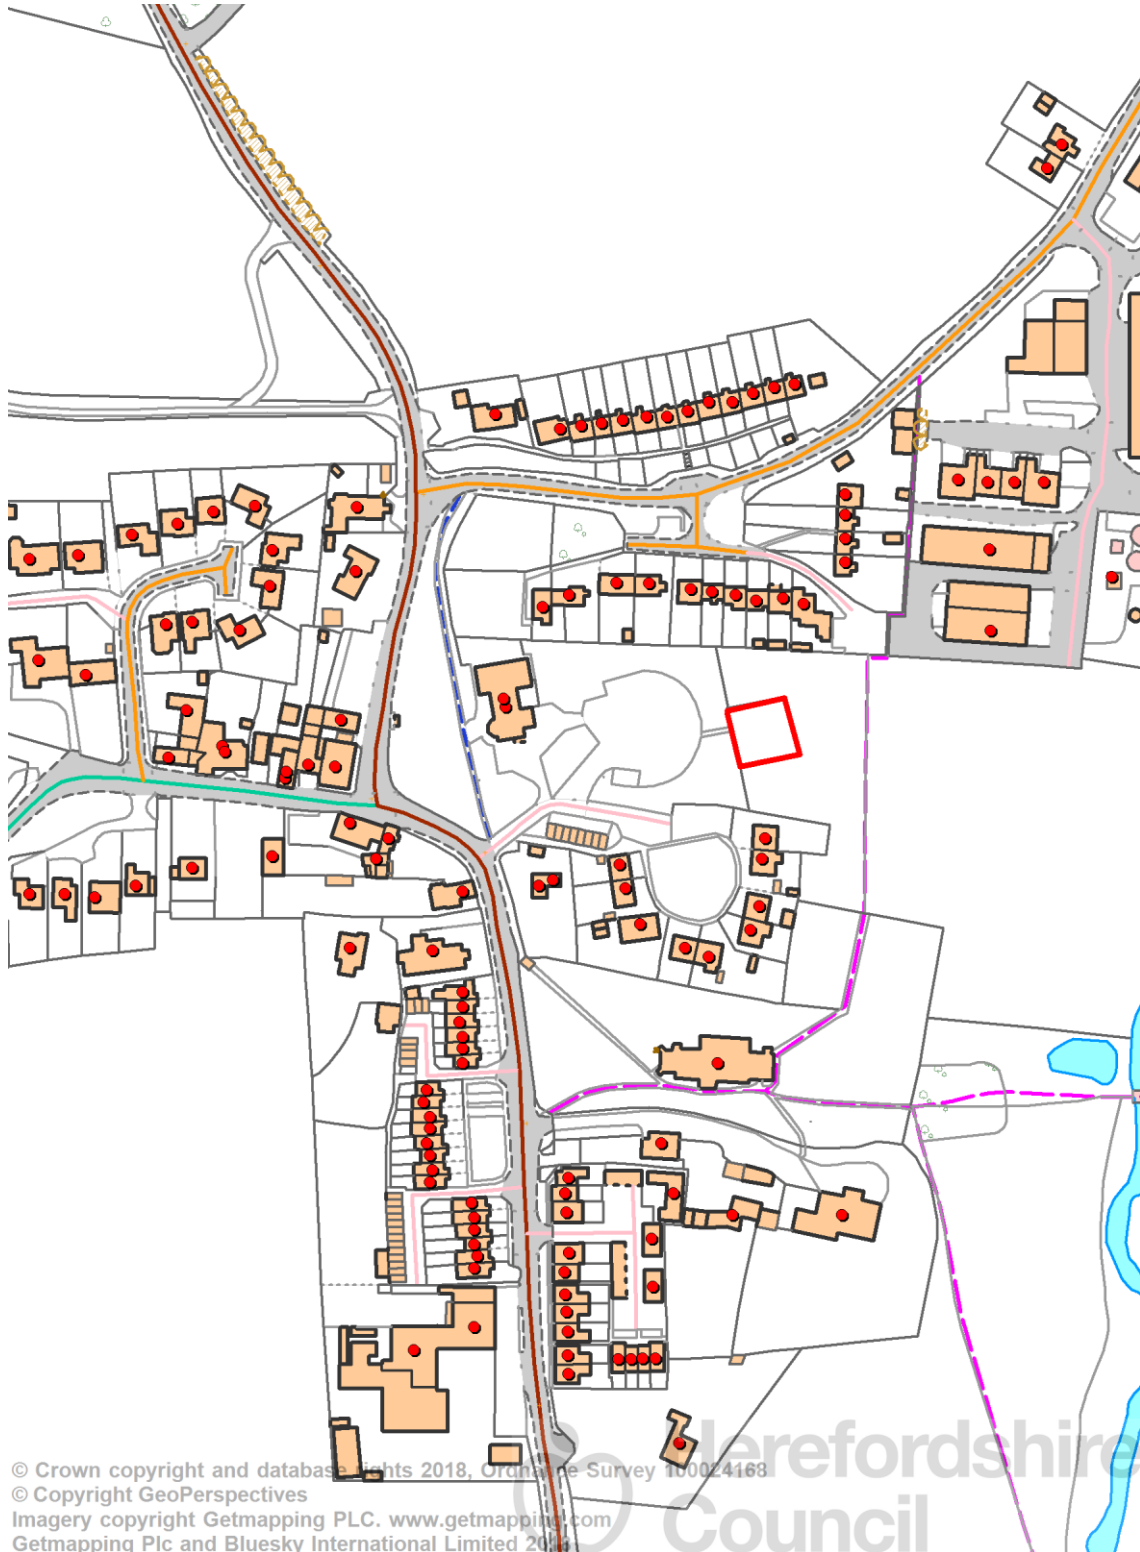 © Crown copyright and database rights 2018, Ordnance Survey 100024168
© Copyright GeoPerspectives
Imagery copyright Getmapping PLC. www.getmapping.com
Getmapping Plc and Bluesky International Limited
Herefordshire
Council